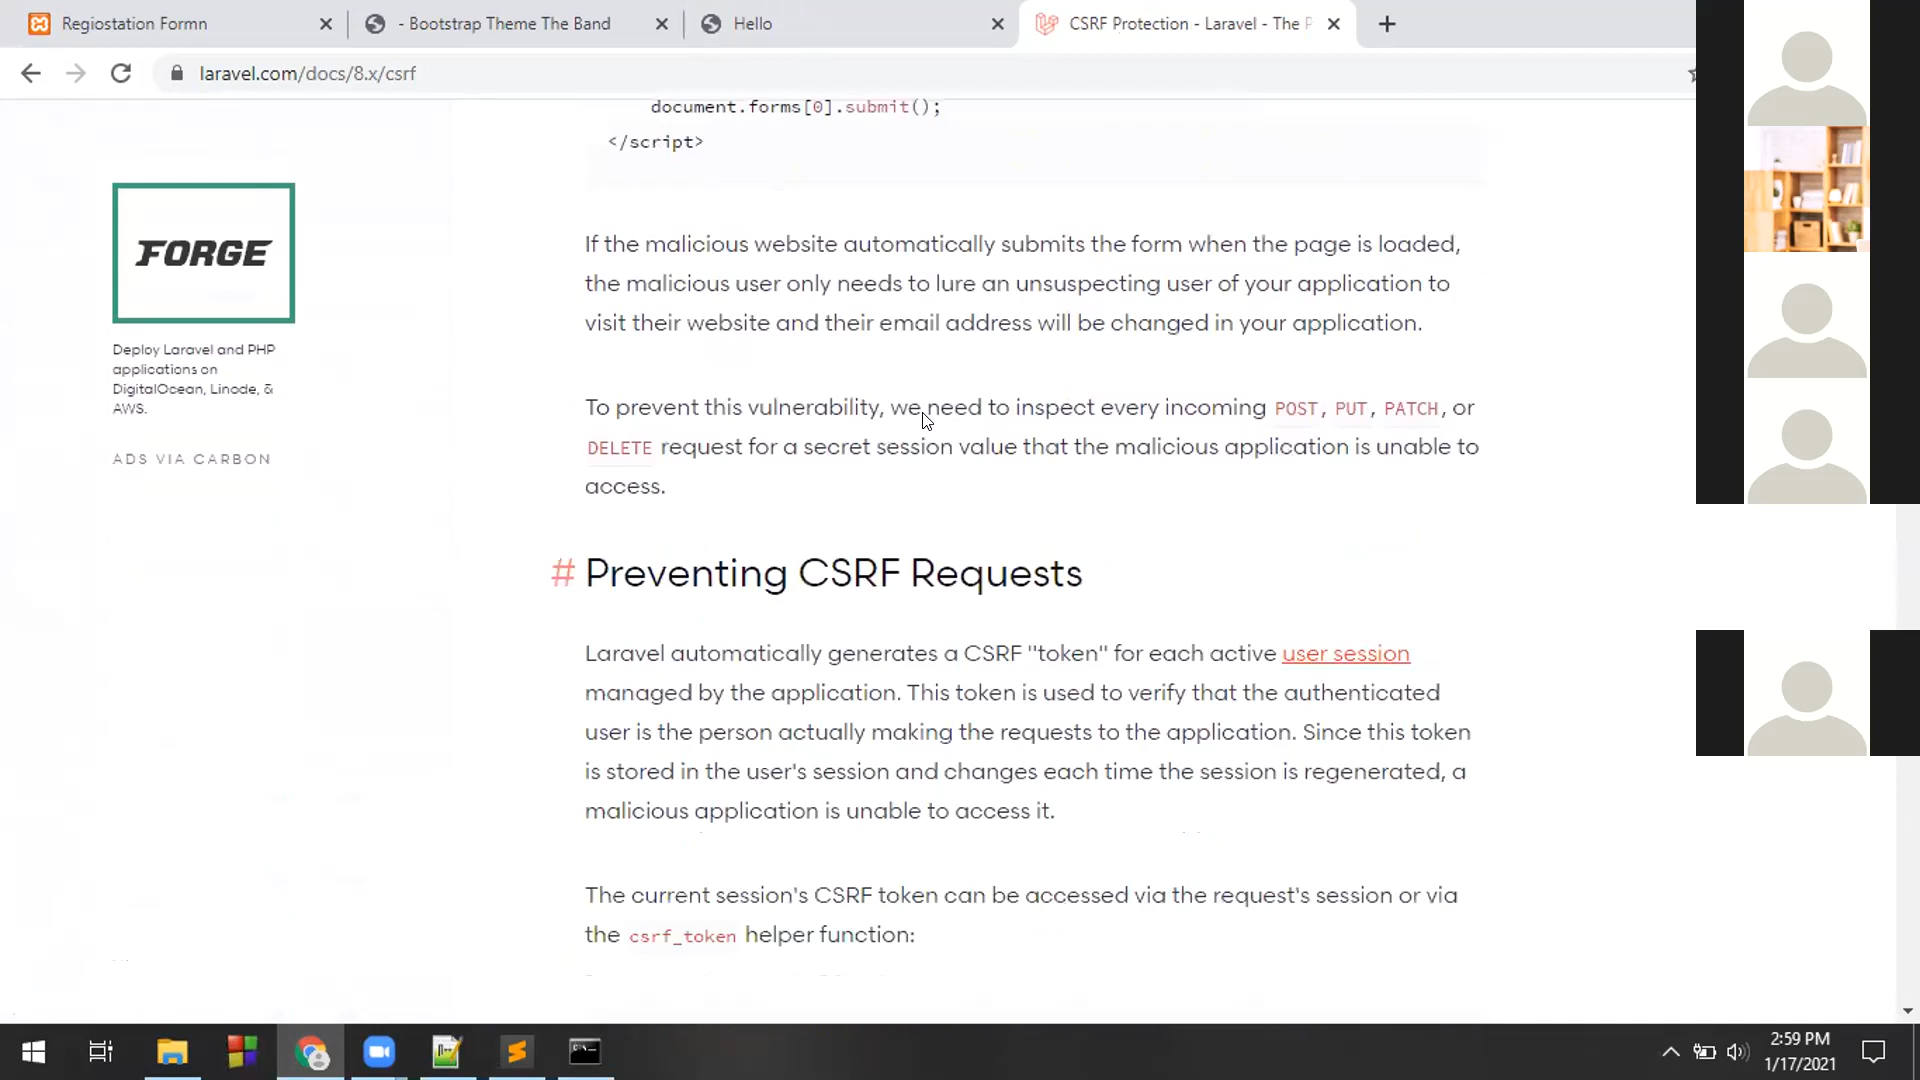 Regiostation Formn
- Bootstrap Theme The Band
Hello
CSRF Protection - Laravel - The P
laravel.com/docs/8.x/csrf
document.forms[0].submit();
</script>
FORGE
Deploy Laravel and PHP
applications on
DigitalOcean, Linode, &
AWS.
ADS VIA CARBON
If the malicious website automatically submits the form when the page is loaded,
the malicious user only needs to lure an unsuspecting user of your application to
visit their website and their email address will be changed in your application.
To prevent this vulnerability, we need to inspect every incoming POST, PUT, PATCH, or
DELETE request for a secret session value that the malicious application is unable to
access.
# Preventing CSRF Requests
Laravel automatically generates a CSRF "token" for each active user session
managed by the application. This token is used to verify that the authenticated
user is the person actually making the requests to the application. Since this token
is stored in the user's session and changes each time the session is regenerated, a
malicious application is unable to access it.
The current session's CSRF token can be accessed via the request's session or via
the csrf_token helper function:
2:59 PM
1/17/2021